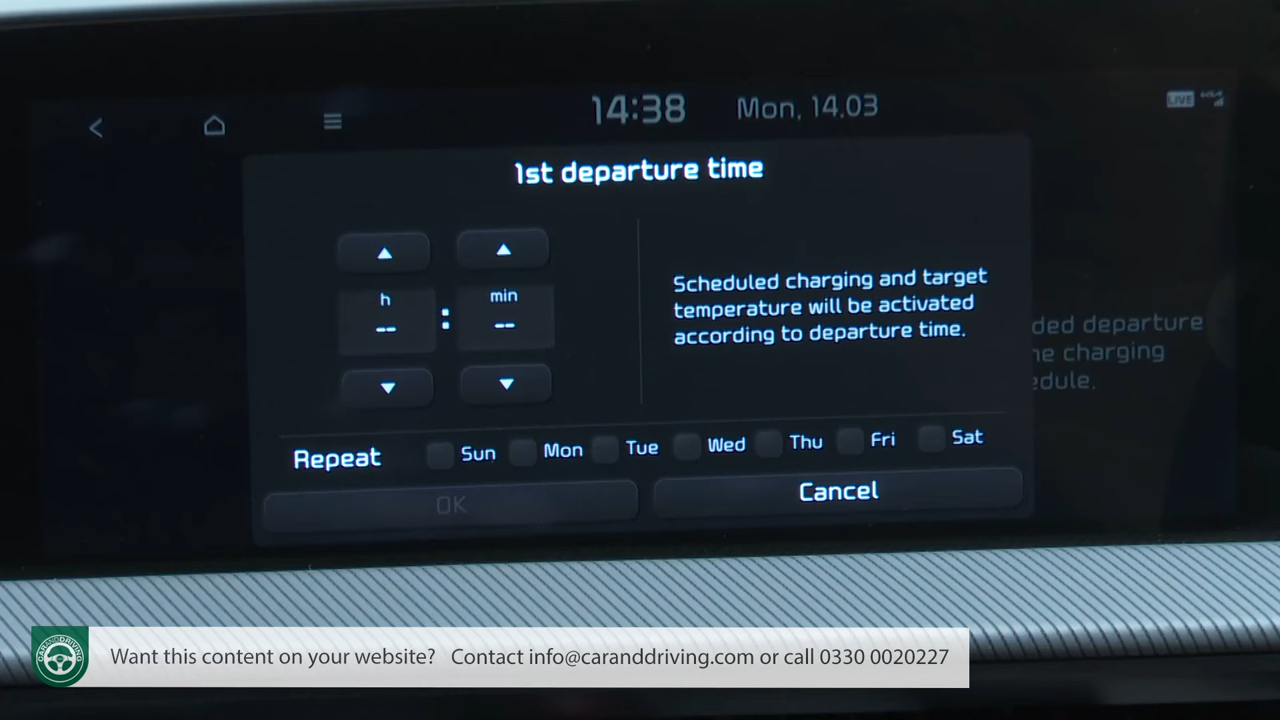 14:38 Mon, 14.03 LIVE
1st departure time
h min
-- : --
Scheduled charging and target
temperature will be activated
according to departure time.
ded departure
ne charging
edule.
Repeat Sun Mon Tue Wed Thu Fri Sat
OK Cancel
CARANDDRIVING
Want this content on your website? Contact info@caranddriving.com or call 0330 0020227